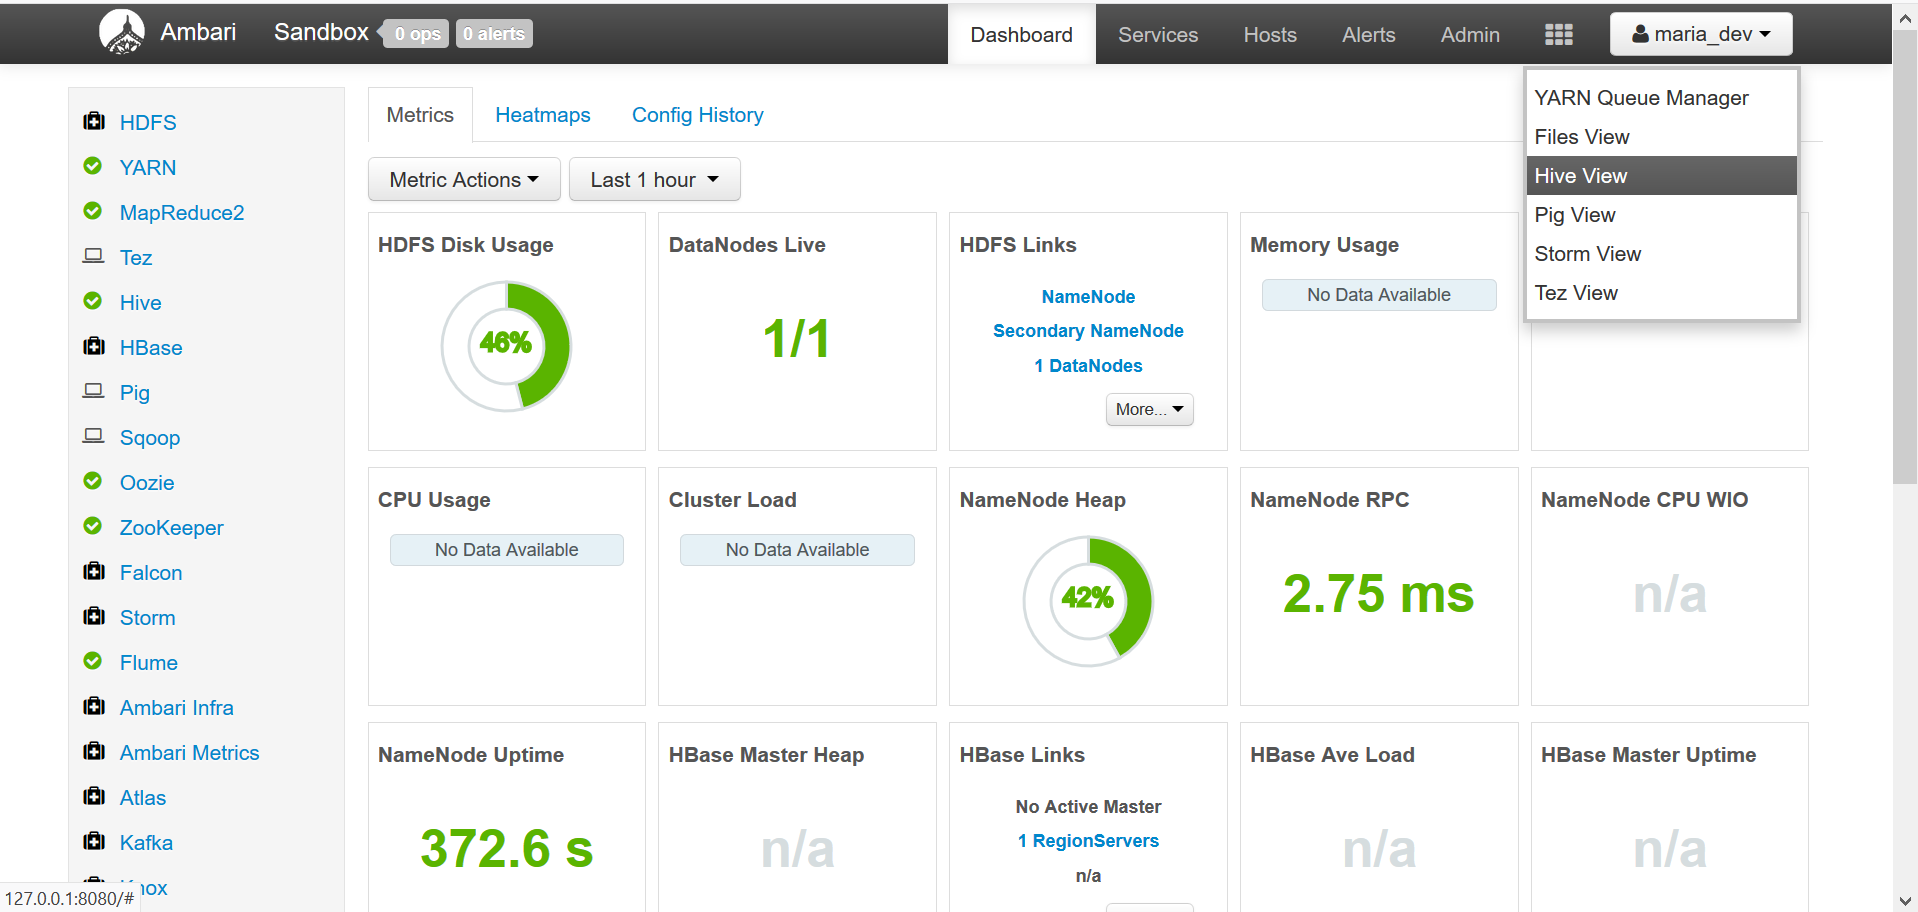 Ambari Sandbox 0 ops 0 alerts Dashboard Services Hosts Alerts Admin maria_dev
YARN Queue Manager
Files View
Hive View
Pig View
Storm View
Tez View
HDFS
YARN
MapReduce2
Tez
Hive
HBase
Pig
Sqoop
Oozie
ZooKeeper
Falcon
Storm
Flume
Ambari Infra
Ambari Metrics
Atlas
Kafka
nox
127.0.0.1:8080/#
Metrics Heatmaps Config History
Metric Actions Last 1 hour
HDFS Disk Usage
46%
DataNodes Live
1/1
HDFS Links
NameNode
Secondary NameNode
1 DataNodes
More...
Memory Usage
No Data Available
CPU Usage
No Data Available
Cluster Load
No Data Available
NameNode Heap
42%
NameNode RPC
2.75 ms
NameNode CPU WIO
n/a
NameNode Uptime
372.6 s
HBase Master Heap
n/a
HBase Links
No Active Master
1 RegionServers
n/a
HBase Ave Load
n/a
HBase Master Uptime
n/a